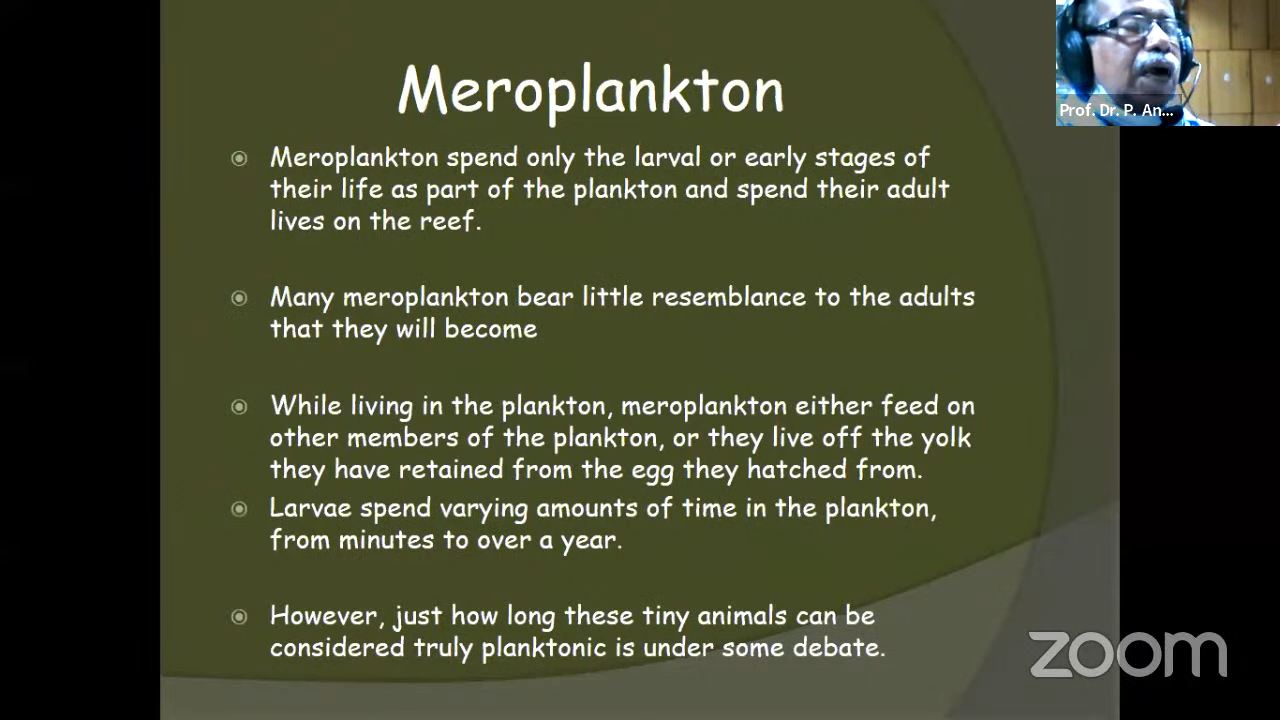 Meroplankton
Prof. Dr. P. An...
Meroplankton spend only the larval or early stages of
their life as part of the plankton and spend their adult
lives on the reef.
Many meroplankton bear little resemblance to the adults
that they will become
While living in the plankton, meroplankton either feed on
other members of the plankton, or they live off the yolk
they have retained from the egg they hatched from.
Larvae spend varying amounts of time in the plankton,
from minutes to over a year.
However, just how long these tiny animals can be
considered truly planktonic is under some debate.
zoom